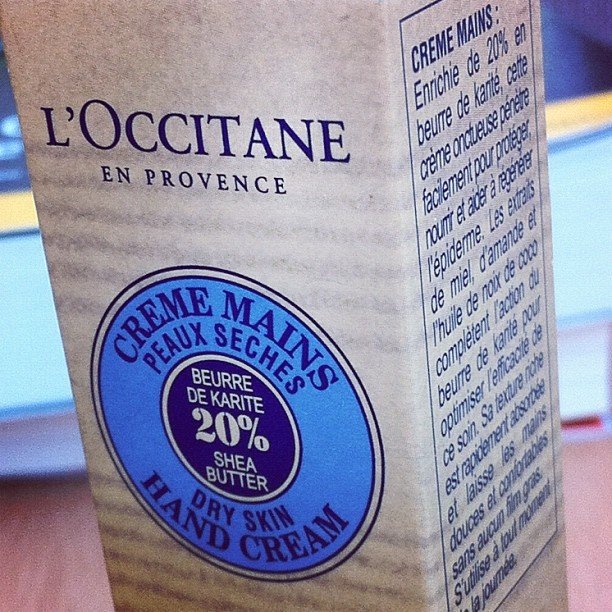 L'OCCITANE
EN PROVENCE
CREME MAINS
PEAUX SECHES
BEURRE
DE KARITE
20%
SHEA
BUTTER
DRY SKIN
HAND CREAM
CREME MAINS :
Enrichie de 20% en
beurre de karité, cette
crème onctueuse pénètre
facilement pour protéger,
nourrir et aider à régénérer
l'épiderme. Les extraits
de miel, d'amande et
l'huile de noix de coco
complètent l'action du
beurre de karité pour
optimiser l'efficacité de
ce soin. Sa texture riche
est rapidement absorbée
et laisse les mains
douces et confortables
sans aucun film gras.
S'utilise à tout moment
la journée.